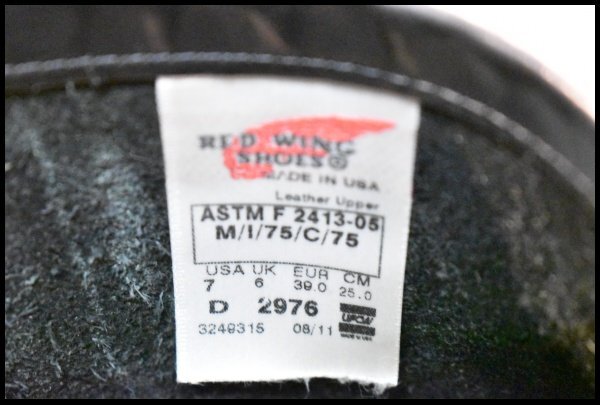 RED WING
SHOES®
MADE IN USA
Leather Upper
ASTM F 2413-05
M/I/75/C/75
USA UK EUR CM
7 6 39.0 25.0
D 2976
3249315 08/11
UFCW